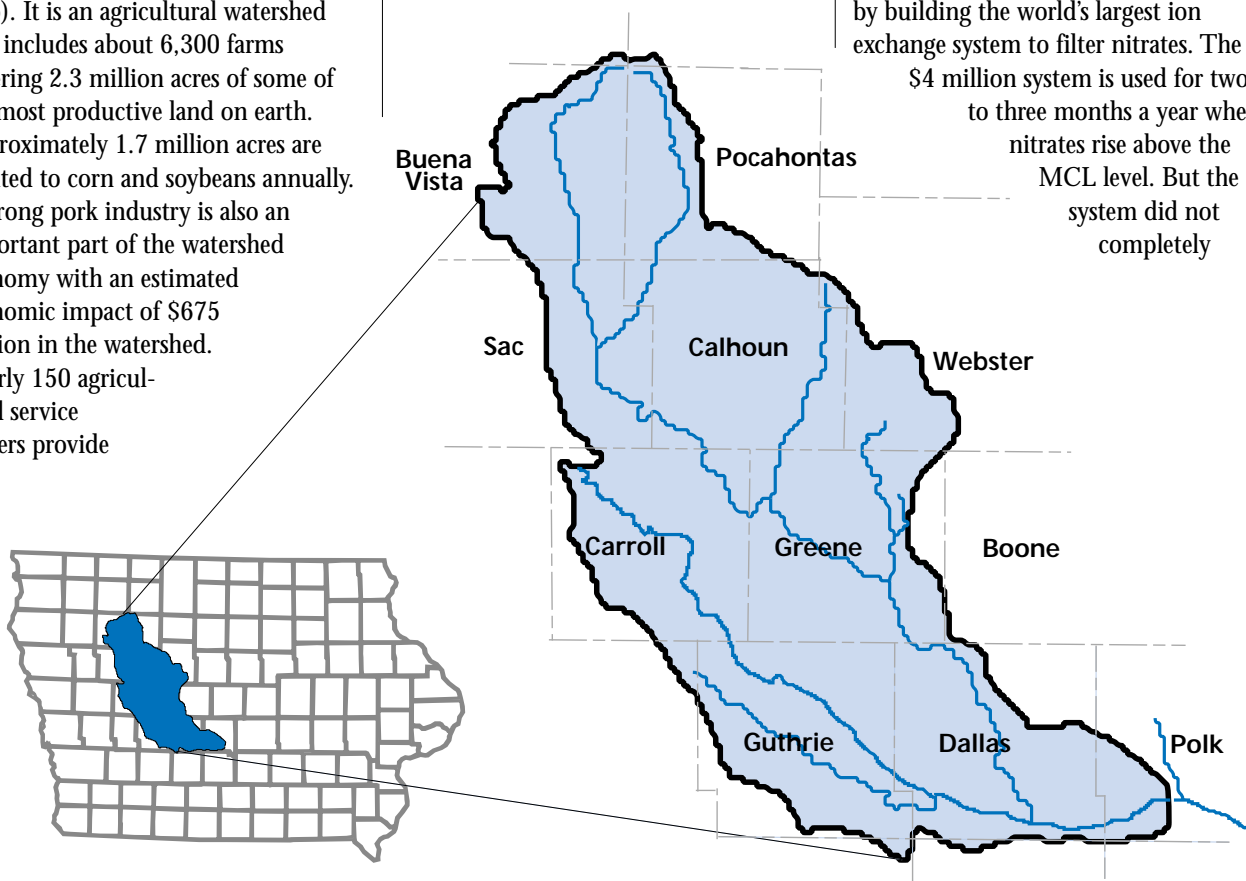 ). It is an agricultural watershed
includes about 6,300 farms
ring 2.3 million acres of some of
most productive land on earth.
roximately 1.7 million acres are
ted to corn and soybeans annually.
rong pork industry is also an
ortant part of the watershed
nomy with an estimated
nomic impact of $675
ion in the watershed.
rly 150 agricul-
l service
ers provide
by building the world's largest ion
exchange system to filter nitrates. The
$4 million system is used for two
to three months a year whe
nitrates rise above the
MCL level. But the
system did not
completely
Buena
Vista
Pocahontas
Sac
Calhoun
Webster
Carroll
Greene
Boone
Guthrie
Dallas
Polk